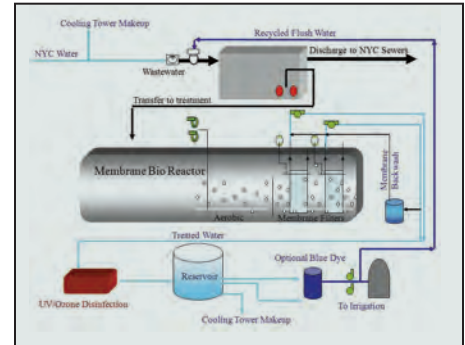 Cooling Tower Makeup
Recycled Flush Water
NYC Water
Discharge to NYC Sewers
Wastewater
Transfer to treatment
Membrane Bio Reactor
Membrane
Backwash
Aerobic
Membrane Filters
Treated Water
Optional Blue Dye
Reservoir
UV/Ozone Disinfection
To Irrigation
Cooling Tower Makeup